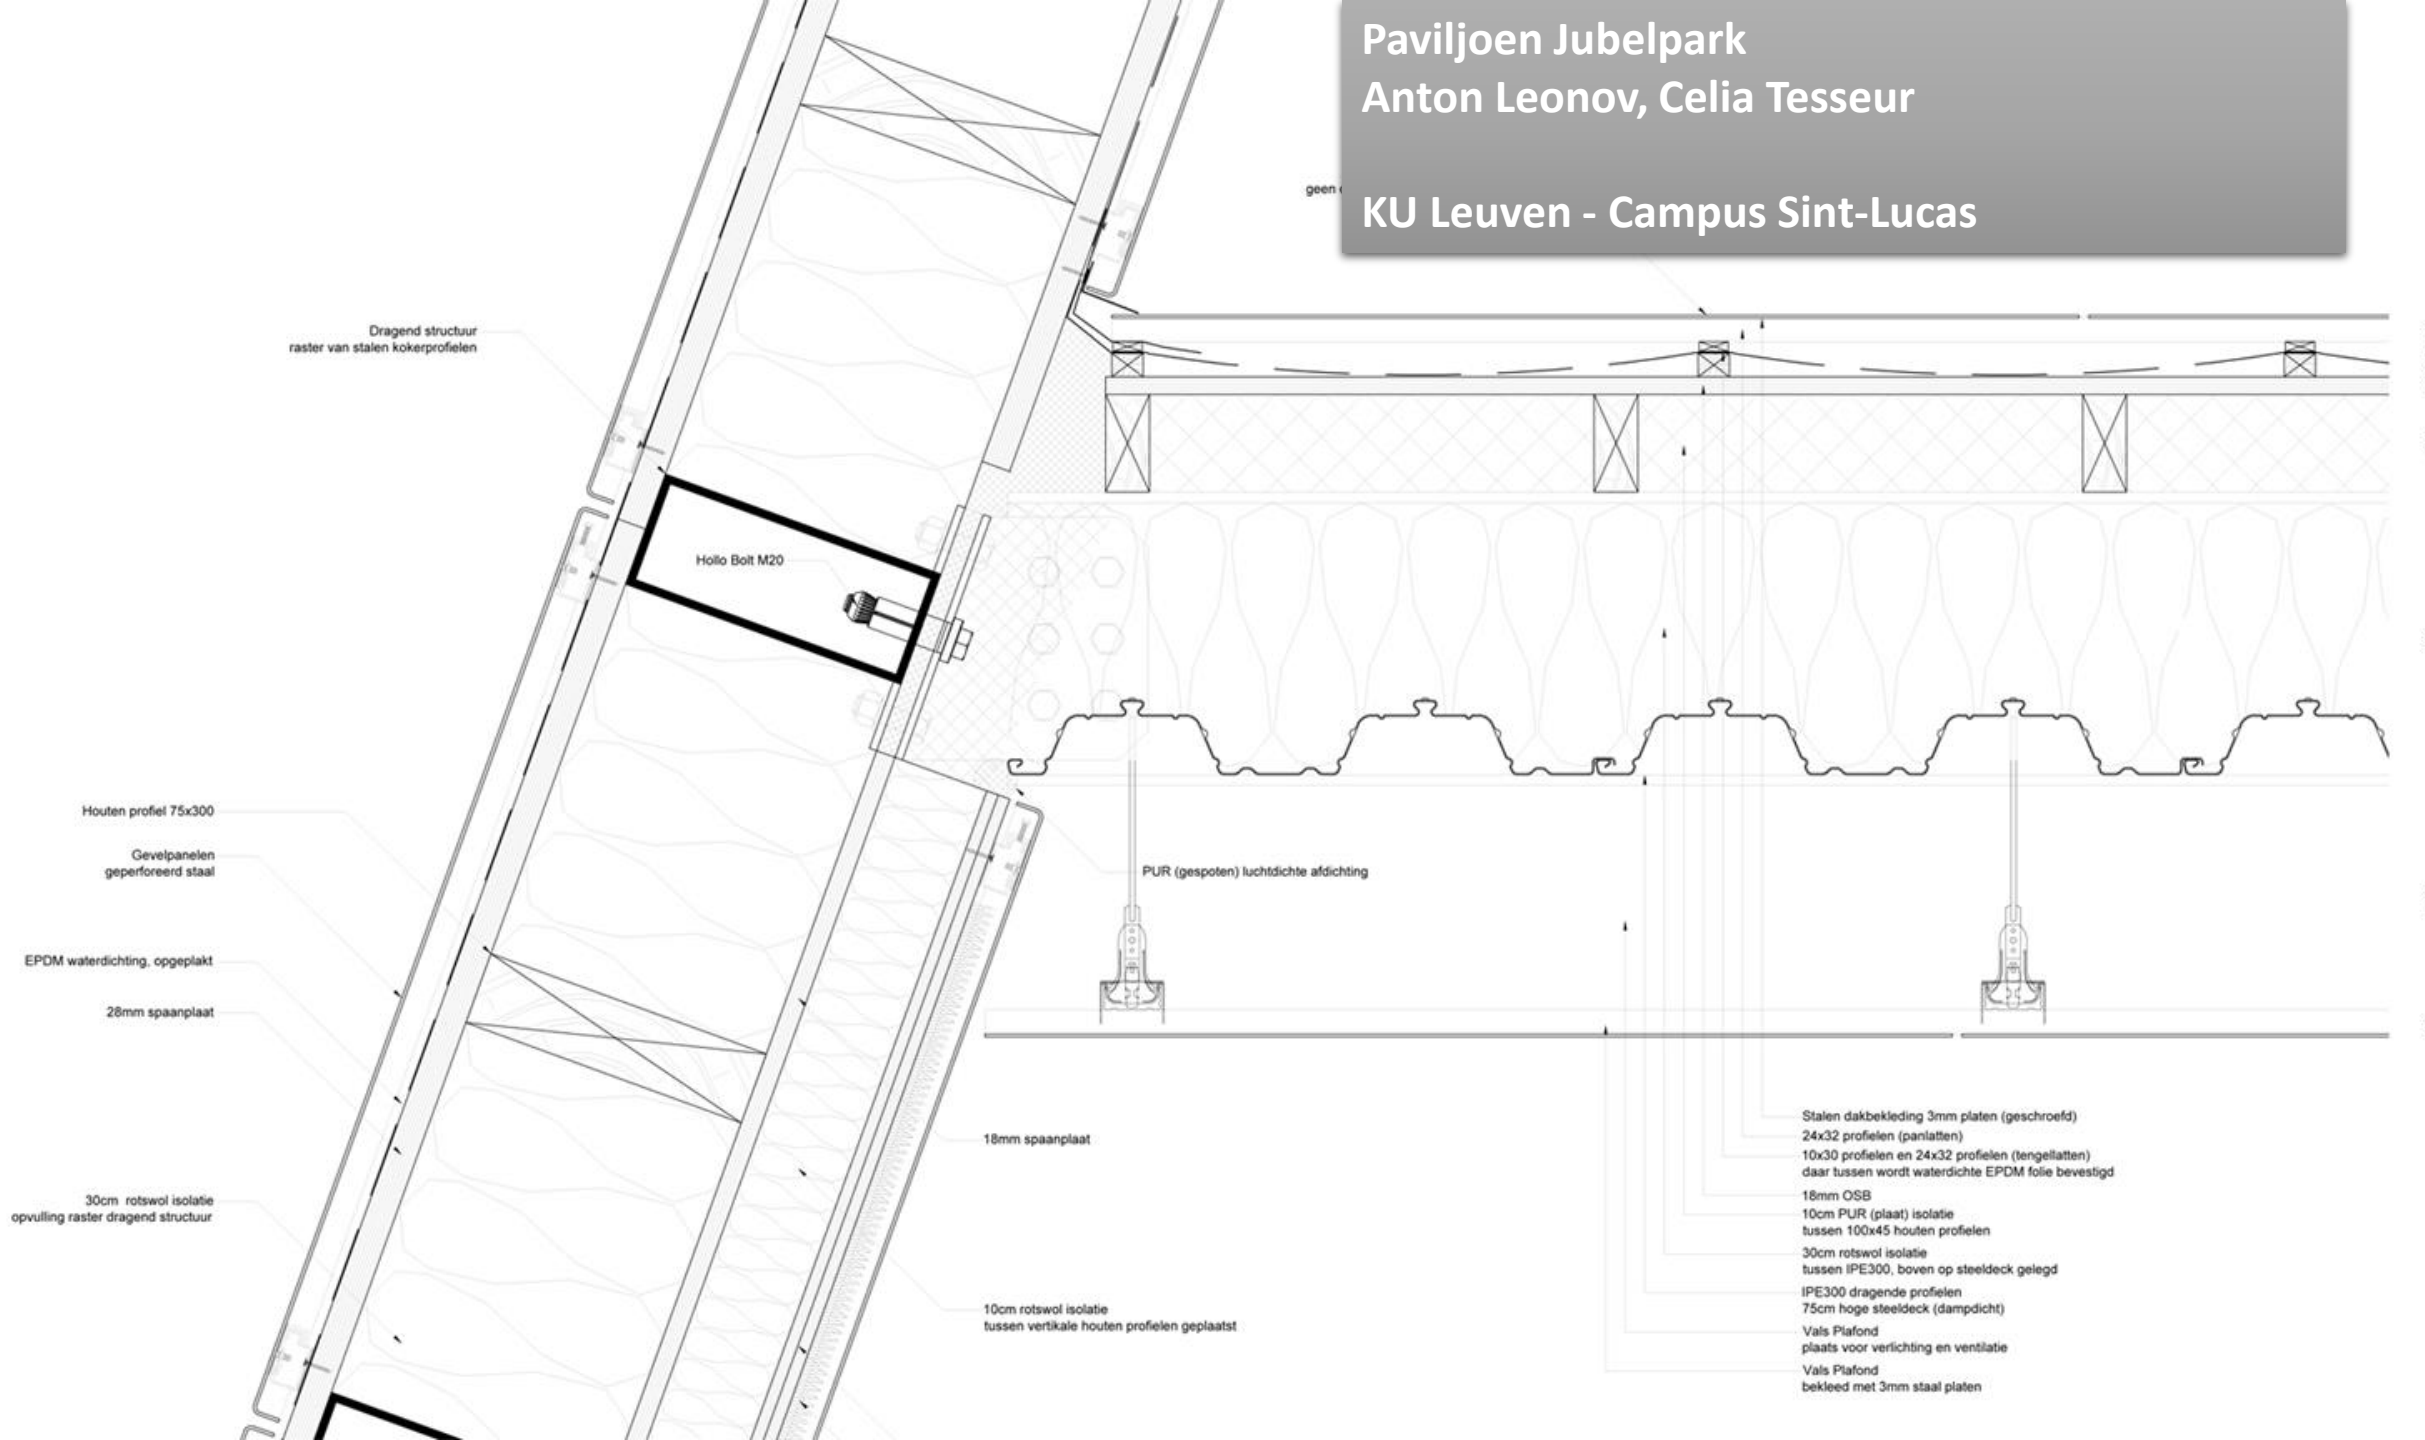 Paviljoen Jubelpark
Anton Leonov, Celia Tesseur
KU Leuven - Campus Sint-Lucas
geen
Dragend structuur
raster van stalen kokerprofielen
Hollo Bolt M20
Houten profiel 75x300
Gevelpanelen
geperforeerd staal
EPDM waterdichting, opgeplakt
28mm spaanplaat
30cm rotswol isolatie
opvulling raster dragend structuur
PUR (gespoten) luchtdichte afdichting
18mm spaanplaat
10cm rotswol isolatie
tussen vertikale houten profielen geplaatst
Stalen dakbekleding 3mm platen (geschroefd)
24x32 profielen (panlatten)
10x30 profielen en 24x32 profielen (tengellatten)
daar tussen wordt waterdichte EPDM folie bevestigd
18mm OSB
10cm PUR (plaat) isolatie
tussen 100x45 houten profielen
30cm rotswol isolatie
tussen IPE300, boven op steeldeck gelegd
IPE300 dragende profielen
75cm hoge steeldeck (dampdicht)
Vals Plafond
plaats voor verlichting en ventilatie
Vals Plafond
bekleed met 3mm staal platen